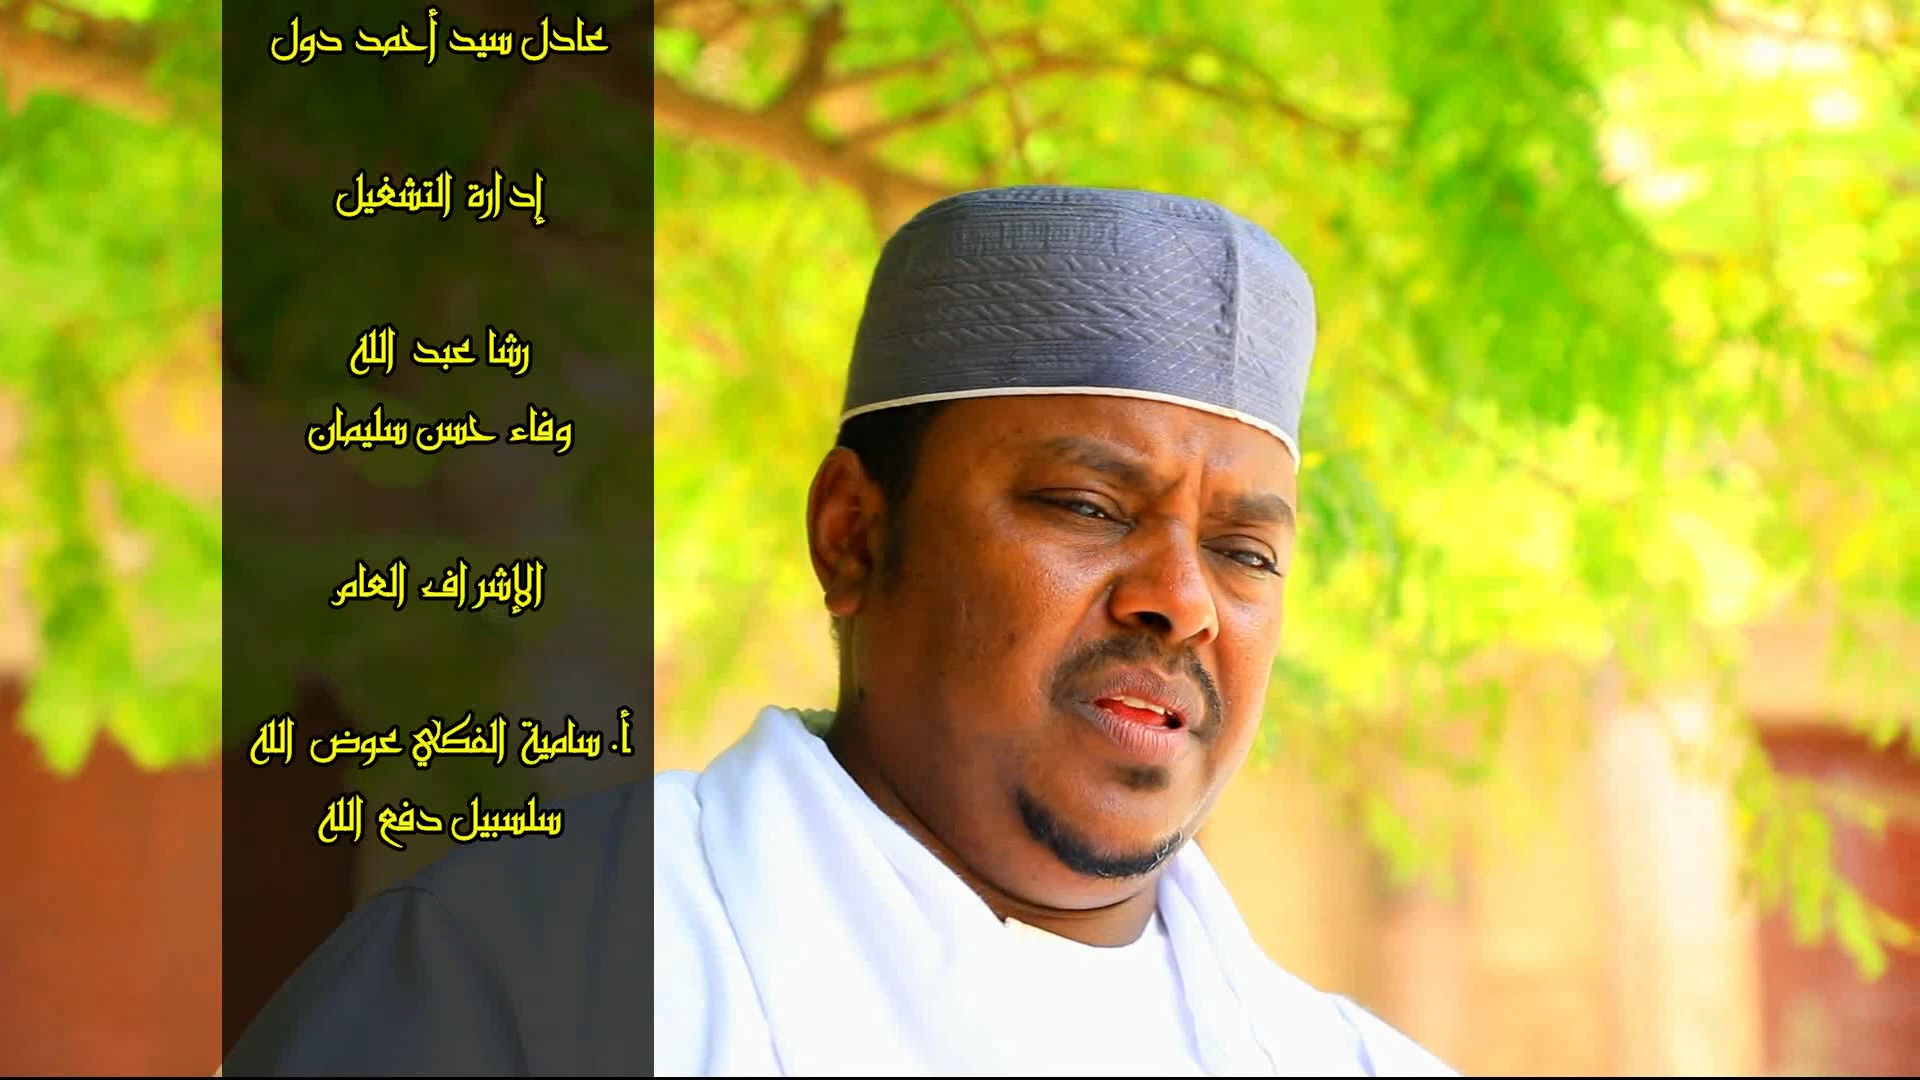 عادل سيد أحمد دول
إدارة التشغيل
رشا عبد الله
وفاء حسن سليمان
الإشراف العام
أ. سامية الفكي عوض الله
سلسبيل دفع الله